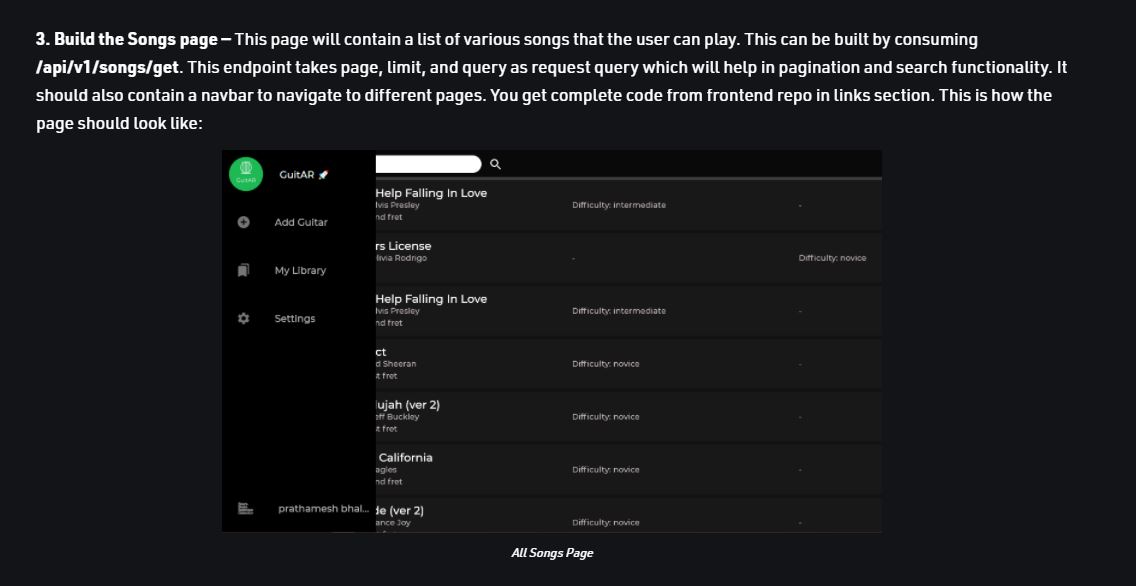 3. Build the Songs page – This page will contain a list of various songs that the user can play. This can be built by consuming
/api/v1/songs/get. This endpoint takes page, limit, and query as request query which will help in pagination and search functionality. It
should also contain a navbar to navigate to different pages. You get complete code from frontend repo in links section. This is how the
page should look like:
GuitAR
GuitAR 🚀
Add Guitar
My Library
Settings
prathamesh bhal...
Help Falling In Love
lvis Presley
nd fret
Difficulty: intermediate
-
rs License
livia Rodrigo
-
Difficulty: novice
Help Falling In Love
lvis Presley
nd fret
Difficulty: intermediate
-
ct
d Sheeran
st fret
Difficulty: novice
-
lujah (ver 2)
eff Buckley
st fret
Difficulty: novice
-
California
agles
nd fret
Difficulty: novice
-
de (ver 2)
ance Joy
Difficulty: novice
-
All Songs Page